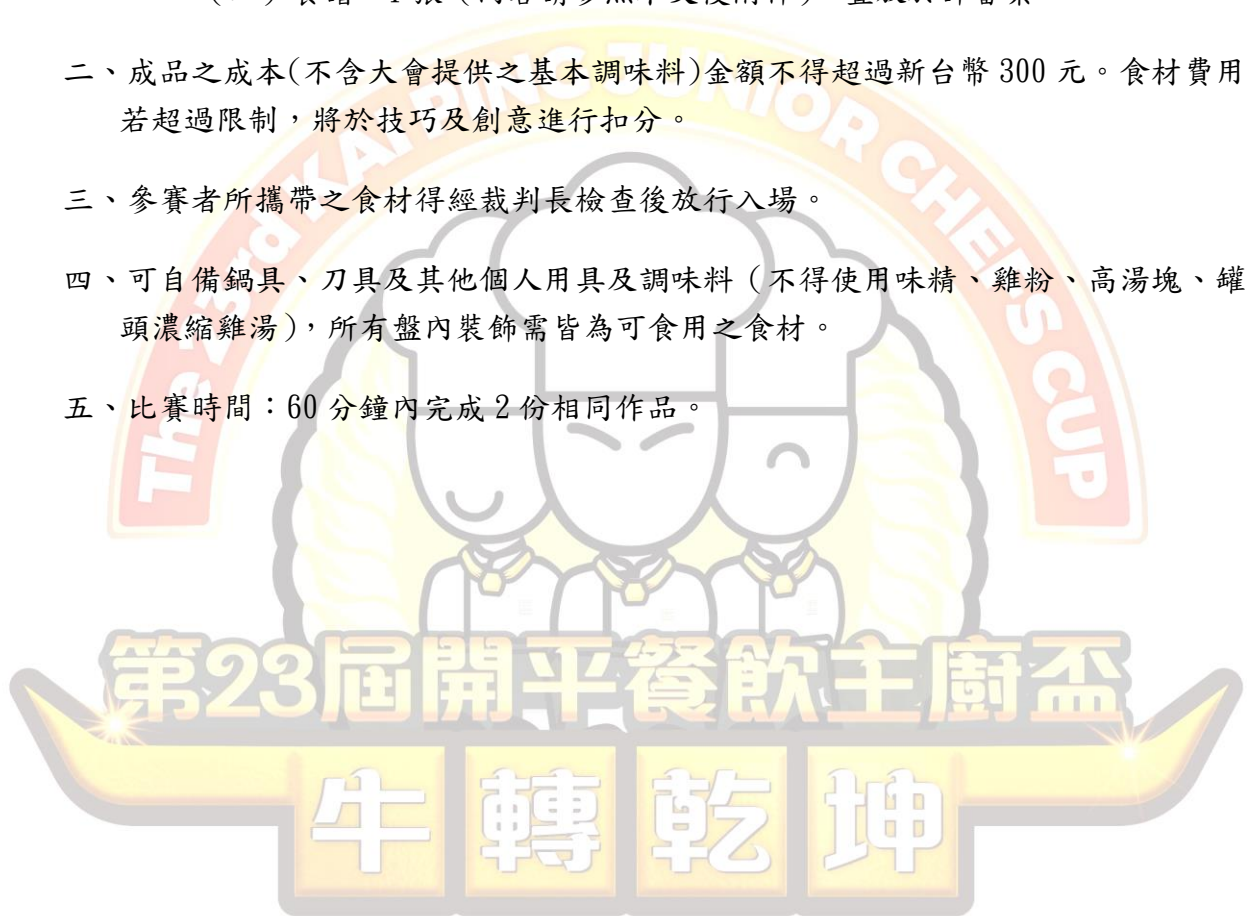 二、成品之成本(不含大會提供之基本調味料)金額不得超過新台幣 300 元。食材費用
若超過限制，將於技巧及創意進行扣分。
三、參賽者所攜帶之食材得經裁判長檢查後放行入場。
四、可自備鍋具、刀具及其他個人用具及調味料（不得使用味精、雞粉、高湯塊、罐
頭濃縮雞湯），所有盤內裝飾需皆為可食用之食材。
五、比賽時間：60 分鐘內完成 2 份相同作品。
The 23rd KAI PING JUNIOR CHEFS CUP
第23屆開平餐飲主廚盃
牛轉乾坤